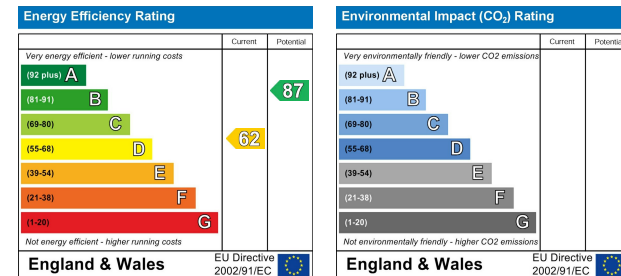 Energy Efficiency Rating
Current Potential
Very energy efficient - lower running costs
(92 plus) A
(81-91) B
87
(69-80) C
(55-68) D
62
(39-54) E
(21-38) F
(1-20) G
Not energy efficient - higher running costs
England & Wales
EU Directive
2002/91/EC
Environmental Impact (CO₂) Rating
Current Potentia
Very environmentally friendly - lower CO2 emissions
(92 plus) A
(81-91) B
(69-80) C
(55-68) D
(39-54) E
(21-38) F
(1-20) G
Not environmentally friendly - higher CO2 emissions
England & Wales
EU Directive
2002/91/EC